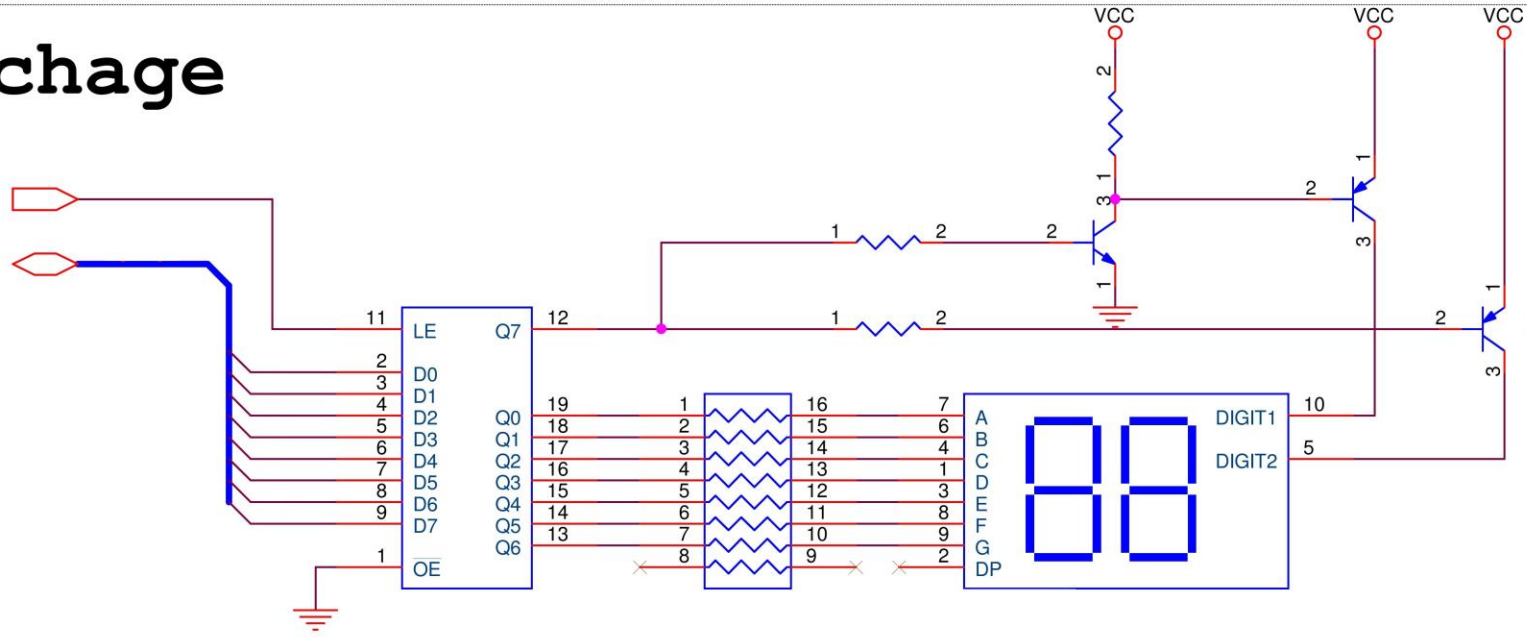 VCC VCC VCC
chage
2
1
1
2
3
1 2 2
3
1
1
11 LE Q7 12
1 2 2
2 D0
3 D1
3
4 D2 Q0 19 1 16 7 A DIGIT1 10
5 D3 Q1 18 2 15 6 B
6 D4 Q2 17 3 14 4 C DIGIT2 5
7 D5 Q3 16 4 13 1 D
8 D6 Q4 15 5 12 3 E
9 D7 Q5 14 6 11 8 F
Q6 13 7 10 9 G
1 OE 8 9 2 DP